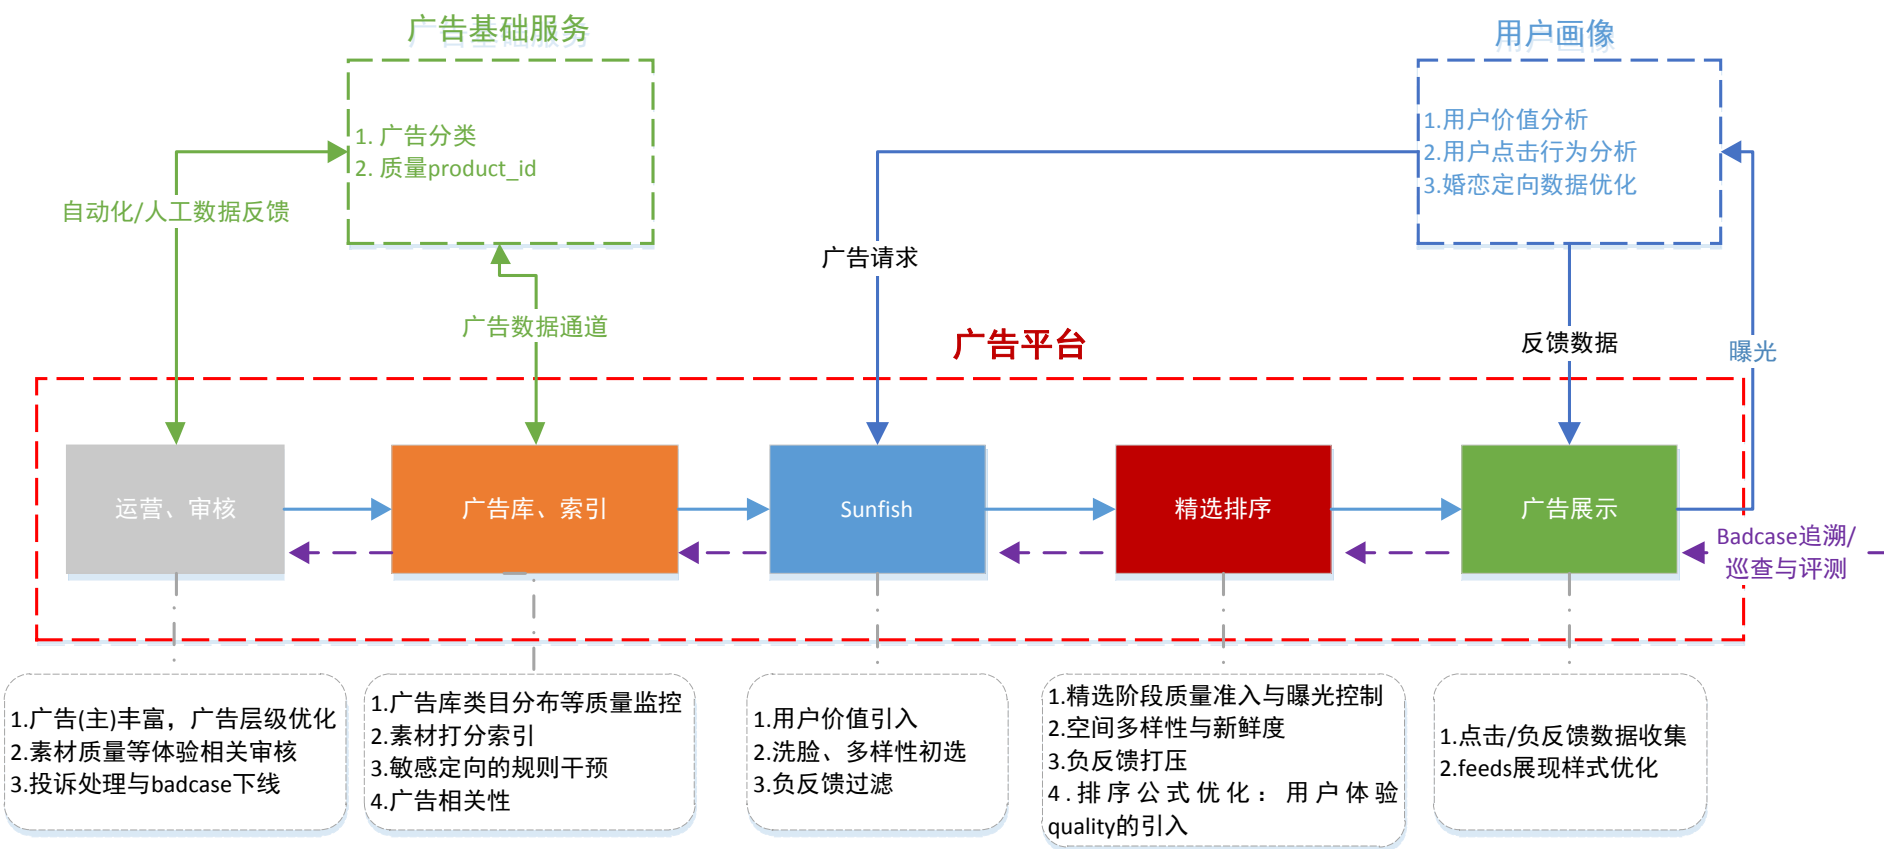 广告基础服务
用户画像
1. 广告分类
2. 质量product_id
1.用户价值分析
2.用户点击行为分析
3.婚恋定向数据优化
自动化/人工数据反馈
广告请求
广告数据通道
广告平台
反馈数据
曝光
运营、审核
广告库、索引
Sunfish
精选排序
广告展示
Badcase追溯/
巡查与评测
1.广告(主)丰富，广告层级优化
2.素材质量等体验相关审核
3.投诉处理与badcase下线
1.广告库类目分布等质量监控
2.素材打分索引
3.敏感定向的规则干预
4.广告相关性
1.用户价值引入
2.洗脸、多样性初选
3.负反馈过滤
1.精选阶段质量准入与曝光控制
2.空间多样性与新鲜度
3.负反馈打压
4.排序公式优化：用户体验
quality的引入
1.点击/负反馈数据收集
2.feeds展现样式优化